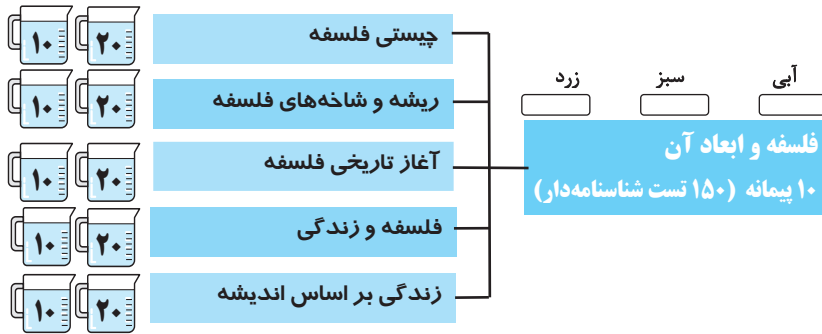 آبی
سبز
زرد
فلسفه و ابعاد آن
۱۰ پیمانه (۱۵۰ تست شناسنامه‌دار)
چیستی فلسفه
۲۰
۱۰
ریشه و شاخه‌های فلسفه
۲۰
۱۰
آغاز تاریخی فلسفه
۲۰
۱۰
فلسفه و زندگی
۲۰
۱۰
زندگی بر اساس اندیشه
۲۰
۱۰